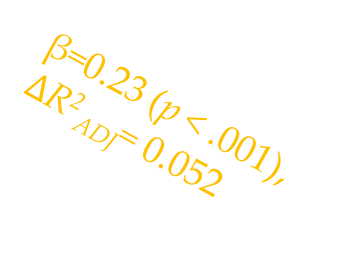 β=0.23 (p < .001),
ΔR² ADJ= 0.052